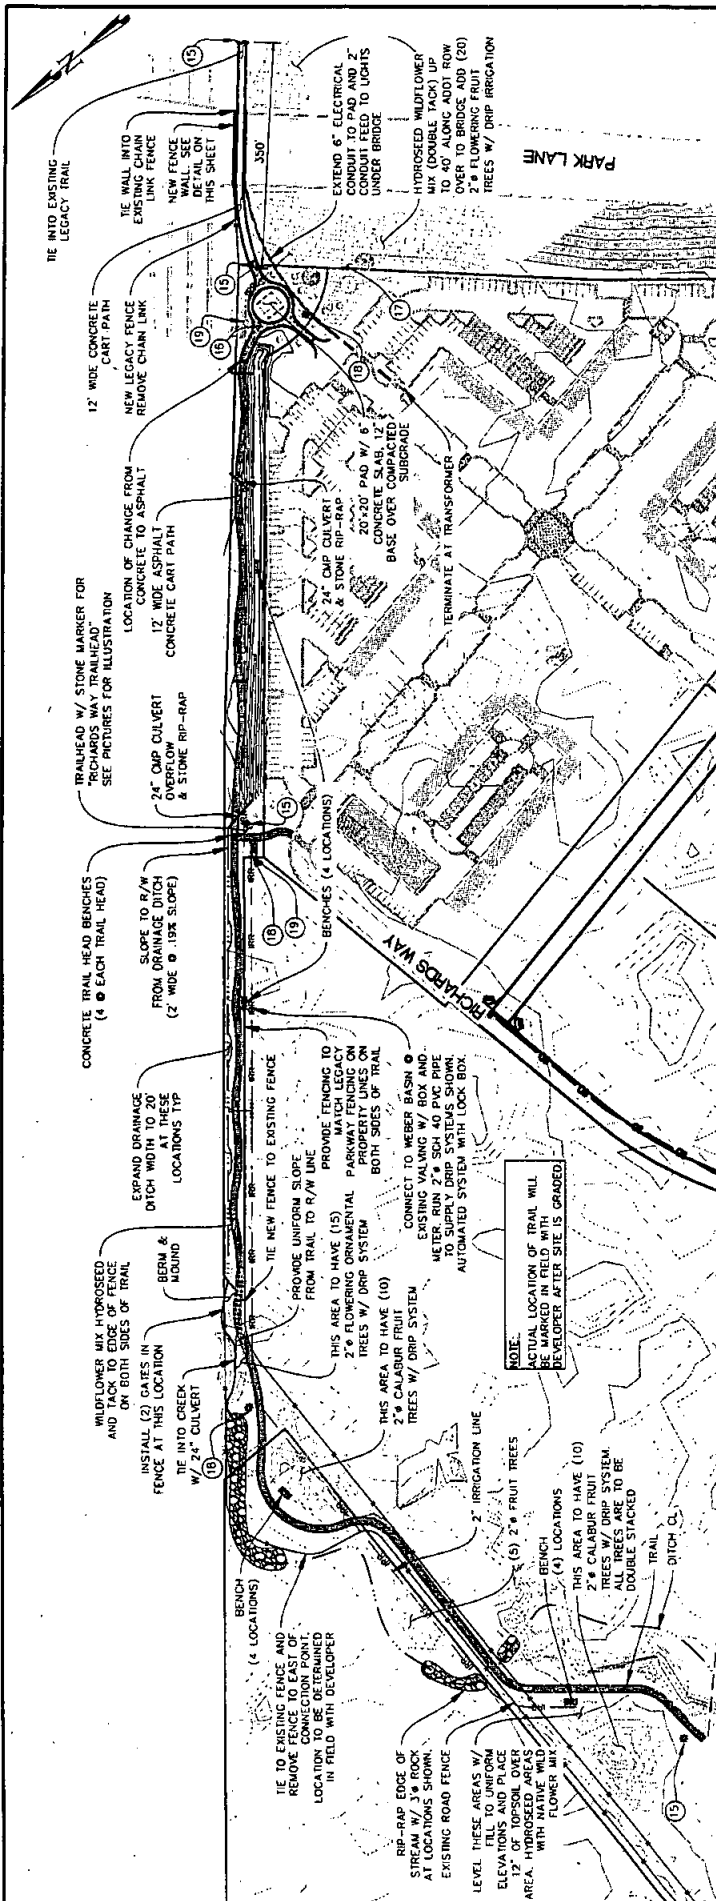 N
TIE INTO EXISTING
LEGACY TRAIL
15
TIE WALL INTO
EXISTING CHAIN
LINK FENCE
NEW FENCE
WALL. SEE
DETAIL ON
THIS SHEET
350'
EXTEND 6" ELECTRICAL
CONDUIT TO PAD AND 2"
CONDUIT FEED TO LIGHTS
UNDER BRIDGE
HYDROSEED WILDFLOWER
MIX (DOUBLE TACK) UP
TO 40' ALONG ADOT ROW
OVER TO BRIDGE ADD (20)
2"ø FLOWERING FRUIT
TREES W/ DRIP IRRIGATION
PARK LANE
12' WIDE CONCRETE
CART PATH
NEW LEGACY FENCE
REMOVE CHAIN LINK
15
19
16
17
18
LOCATION OF CHANGE FROM
CONCRETE TO ASPHALT
12' WIDE ASPHALT
CONCRETE CART PATH
24" CMP CULVERT
& STONE RIP-RAP
20'x20' PAD W/ 6"
CONCRETE SLAB, 12"
BASE OVER COMPACTED
SUBGRADE
TERMINATE AT TRANSFORMER
TRAILHEAD W/ STONE MARKER FOR
"RICHARDS WAY TRAILHEAD"
SEE PICTURES FOR ILLUSTRATION
24" CMP CULVERT
OVERFLOW
& STONE RIP-RAP
15
CONCRETE TRAIL HEAD BENCHES
(4 @ EACH TRAIL HEAD)
SLOPE TO R/W
FROM DRAINAGE DITCH
(2' WIDE @ .19% SLOPE)
18
19
BENCHES (4 LOCATIONS)
RICHARDS WAY
EXPAND DRAINAGE
DITCH WIDTH TO 20'
AT THESE
LOCATIONS TYP
PROVIDE FENCING TO
MATCH LEGACY
PARKWAY FENCING ON
PROPERTY LINES ON
BOTH SIDES OF TRAIL
CONNECT TO WEBER BASIN @
EXISTING VALVING W/ BOX AND
METER. RUN 2"ø SCH 40 PVC PIPE
TO SUPPLY DRIP SYSTEMS SHOWN.
AUTOMATED SYSTEM WITH LOCK BOX.
WILDFLOWER MIX HYDROSEED
AND TACK TO EDGE OF FENCE
ON BOTH SIDES OF TRAIL
BERM &
MOUND
TIE NEW FENCE TO EXISTING FENCE
PROVIDE UNIFORM SLOPE
FROM TRAIL TO R/W LINE
INSTALL (2) GATES IN
FENCE AT THIS LOCATION
TIE INTO CREEK
W/ 24" CULVERT
18
THIS AREA TO HAVE (15)
2"ø FLOWERING ORNAMENTAL
TREES W/ DRIP SYSTEM
THIS AREA TO HAVE (10)
2"ø CALABUR FRUIT
TREES W/ DRIP SYSTEM
NOTE:
ACTUAL LOCATION OF TRAIL WILL
BE MARKED IN FIELD WITH
DEVELOPER AFTER SITE IS GRADED.
BENCH
(4 LOCATIONS)
TIE TO EXISTING FENCE AND
REMOVE FENCE TO EAST OF
CONNECTION POINT.
LOCATION TO BE DETERMINED
IN FIELD WITH DEVELOPER
2" IRRIGATION LINE
(5) 2"ø FRUIT TREES
BENCH
(4) LOCATIONS
THIS AREA TO HAVE (10)
2"ø CALABUR FRUIT
TREES W/ DRIP SYSTEM.
ALL TREES ARE TO BE
DOUBLE STACKED
TRAIL
DITCH CL
RIP-RAP EDGE OF
STREAM W/ 3'ø ROCK
AT LOCATIONS SHOWN.
EXISTING ROAD FENCE
LEVEL THESE AREAS W/
FILL TO UNIFORM
ELEVATIONS AND PLACE
12" OF TOPSOIL OVER
AREA. HYDROSEED AREAS
WITH NATIVE WILD
FLOWER MIX
15